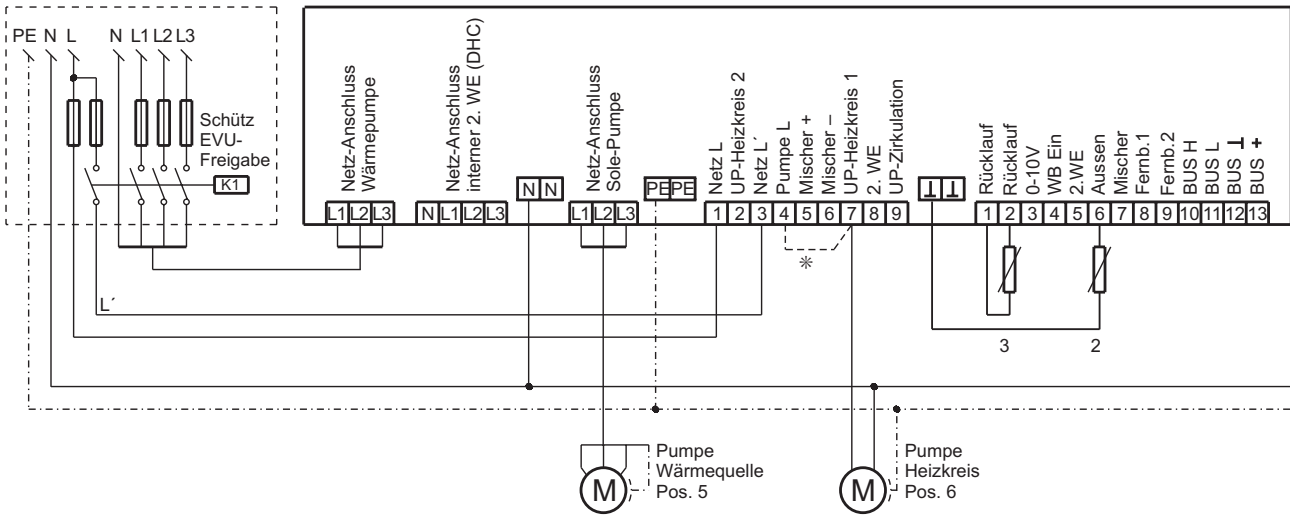 PE N L N L1 L2 L3
Schütz
EVU-
Freigabe
K1
L´
Netz-Anschluss
Wärmepumpe
L1 L2 L3
Netz-Anschluss
interner 2. WE (DHC)
N L1 L2 L3
N N
Netz-Anschluss
Sole-Pumpe
L1 L2 L3
PE PE
Netz L
UP-Heizkreis 2
Netz L´
Pumpe L
Mischer +
Mischer –
UP-Heizkreis 1
2. WE
UP-Zirkulation
1 2 3 4 5 6 7 8 9
*
Rücklauf
Rücklauf
0-10V
WB Ein
2.WE
Aussen
Mischer
Fernb.1
Fernb.2
BUS H
BUS L
BUS ⊥
BUS +
⊥ ⊥
1 2 3 4 5 6 7 8 9 10 11 12 13
3 2
M
Pumpe
Wärmequelle
Pos. 5
M
Pumpe
Heizkreis
Pos. 6